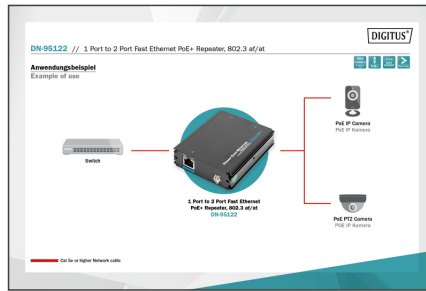 DIGITUS®
DN-95122 // 1 Port to 2 Port Fast Ethernet PoE+ Repeater, 802.3 af/at
Anwendungsbeispiel
Example of use
Switch
1 Port to 2 Port Fast Ethernet
PoE+ Repeater, 802.3 af/at
DN-95122
PoE IP Camera
PoE IP Kamera
PoE PTZ Camera
POE IP Kamera
Cat 5e or higher Network cable